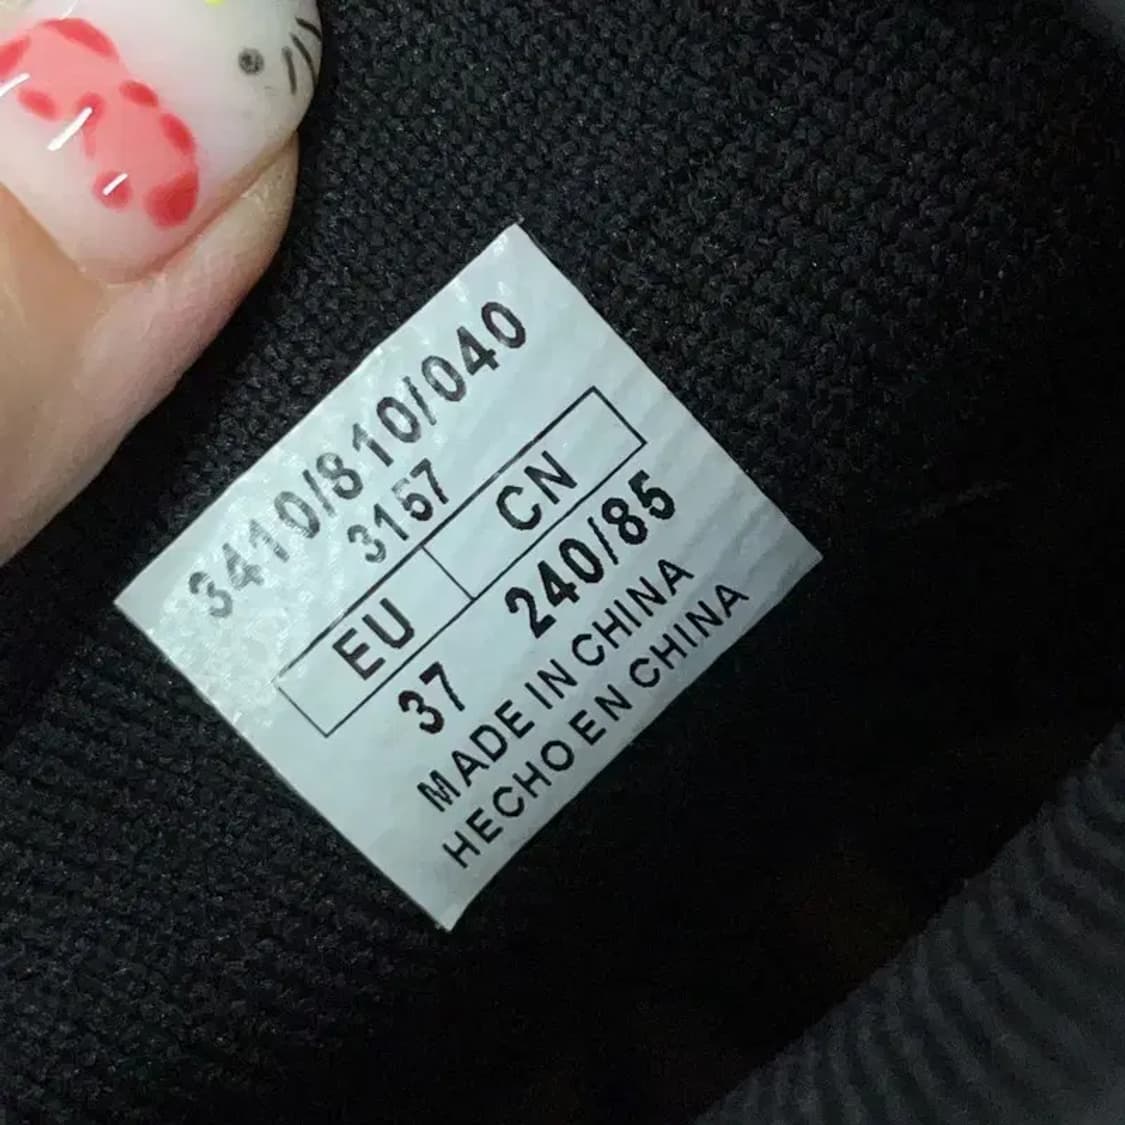 3410/810/040
3157
EU CN
37 240/85
MADE IN CHINA
HECHO EN CHINA